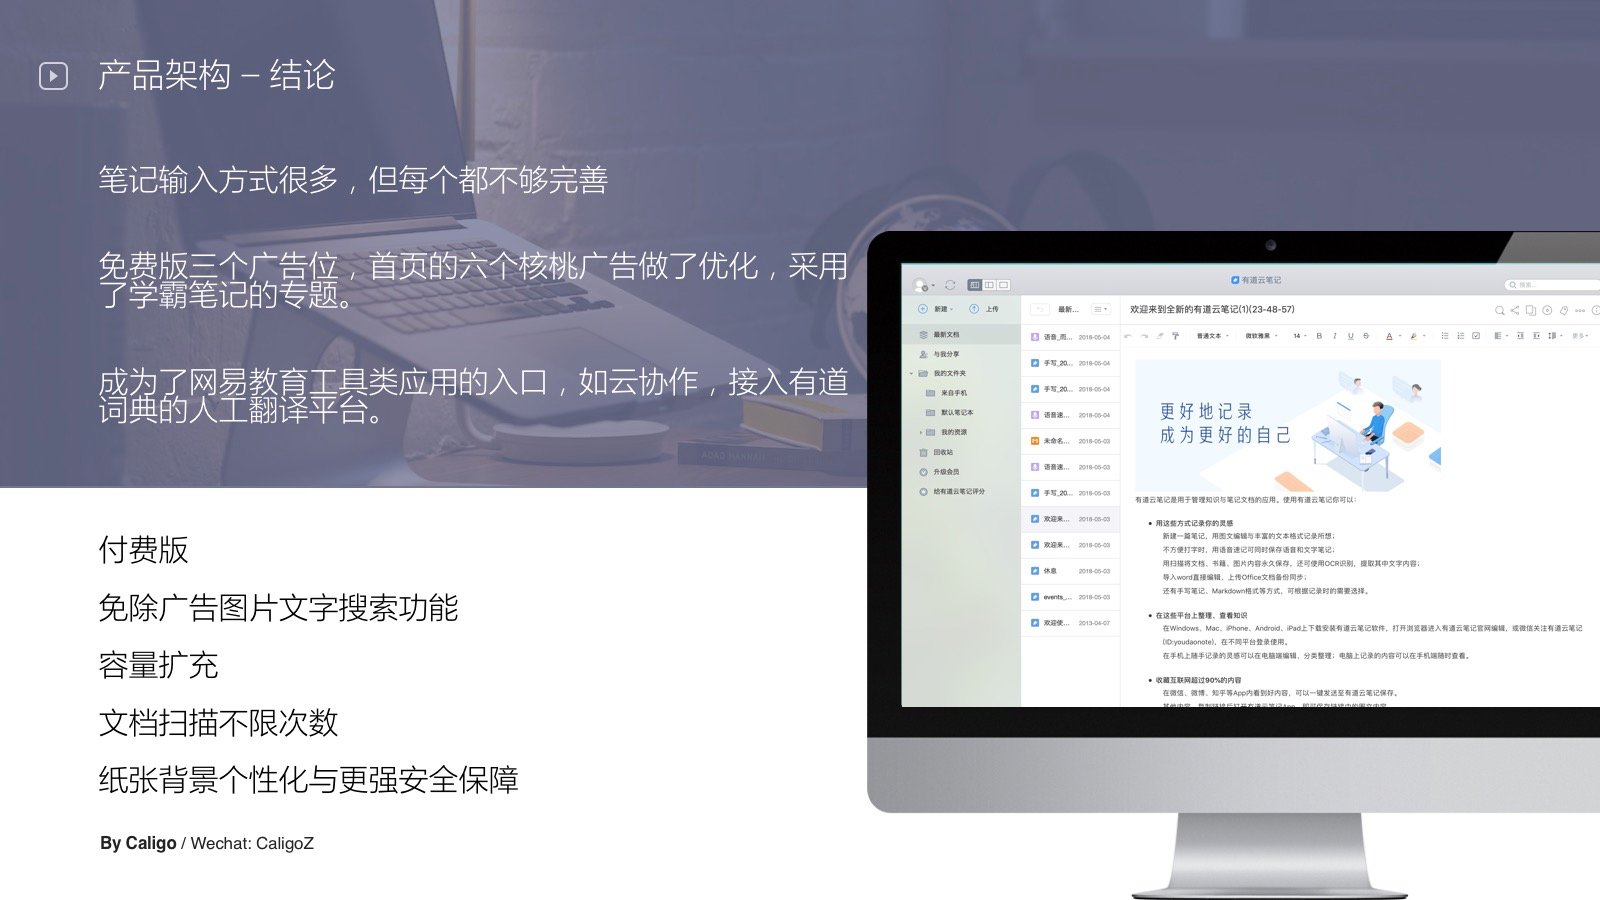 产品架构 – 结论
笔记输入方式很多，但每个都不够完善
免费版三个广告位，首页的六个核桃广告做了优化，采用
了学霸笔记的专题。
成为了网易教育工具类应用的入口，如云协作，接入有道
词典的人工翻译平台。
付费版
免除广告图片文字搜索功能
容量扩充
文档扫描不限次数
纸张背景个性化与更强安全保障
By Caligo / Wechat: CaligoZ
有道云笔记
搜索...
新建
上传
最新文档
与我分享
我的文件夹
来自手机
默认笔记本
我的资源
回收站
升级会员
给有道云笔记评分
最新...
语音_而... 2018-05-04
手写_20... 2018-05-04
手写_20... 2018-05-04
语音速... 2018-05-04
未命名... 2018-05-03
语音速... 2018-05-03
手写_20... 2018-05-03
欢迎来... 2018-05-03
欢迎来... 2018-05-03
休息 2018-05-03
events_... 2018-05-03
欢迎使... 2013-04-07
欢迎来到全新的有道云笔记(1)(23-48-57)
普通文本 微软雅黑 14 B I U S A 更多
更好地记录
成为更好的自己
有道云笔记是用于管理知识与笔记文档的应用。使用有道云笔记你可以：
• 用这些方式记录你的灵感
新建一篇笔记，用图文编辑与丰富的文本格式记录所想；
不方便打字时，用语音速记可同时保存语音和文字笔记；
用扫描将文档、书籍、图片内容永久保存，还可使用OCR识别，提取其中文字内容；
导入word直接编辑、上传Office文档备份同步；
还有手写笔记、Markdown格式等方式，可根据记录时的需要选择。
• 在这些平台上整理、查看知识
在Windows、Mac、iPhone、Android、iPad上下载安装有道云笔记软件，打开浏览器进入有道云笔记官网编辑，或微信关注有道云笔记
(ID:youdaonote)，在不同平台登录使用。
在手机上随手记录的灵感可以在电脑端编辑、分类整理；电脑上记录的内容可以在手机端随时查看。
• 收藏互联网超过90%的内容
在微信、微博、知乎等App内看到好内容，可以一键发送至有道云笔记保存。